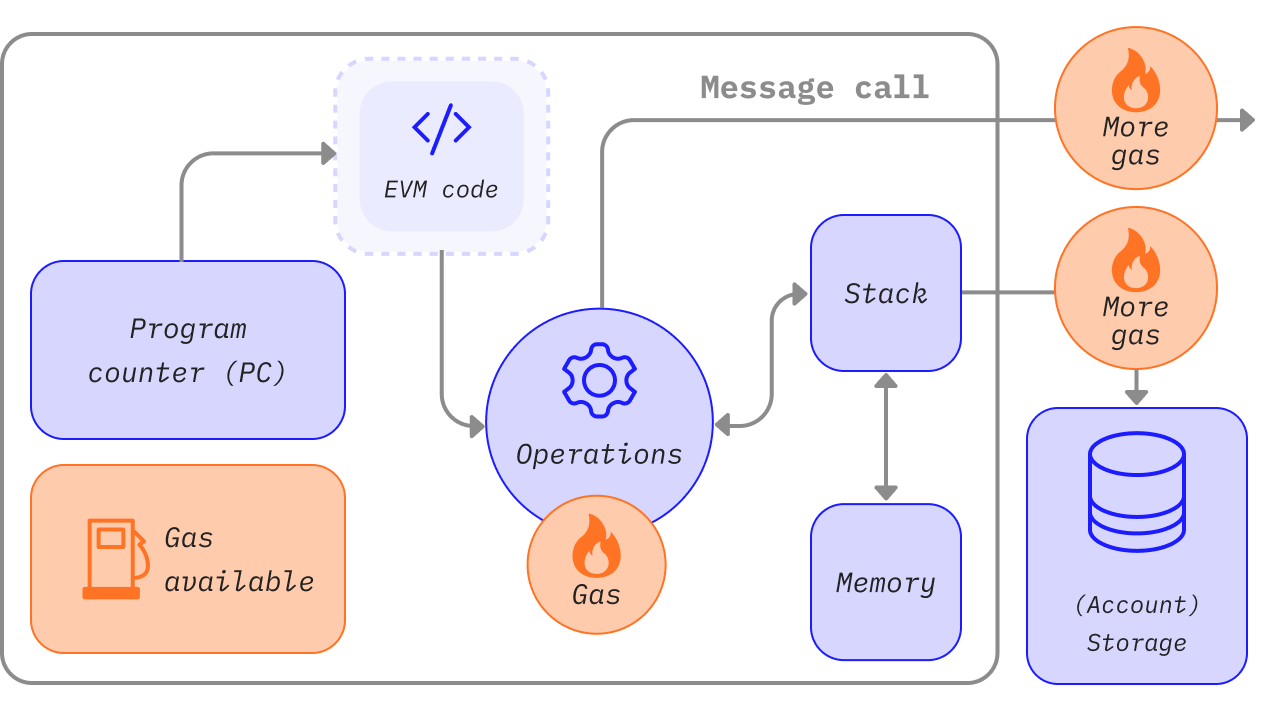 Message call
More
gas
EVM code
More
gas
Stack
Program
counter (PC)
Operations
Gas
available
Gas
Memory
(Account)
Storage